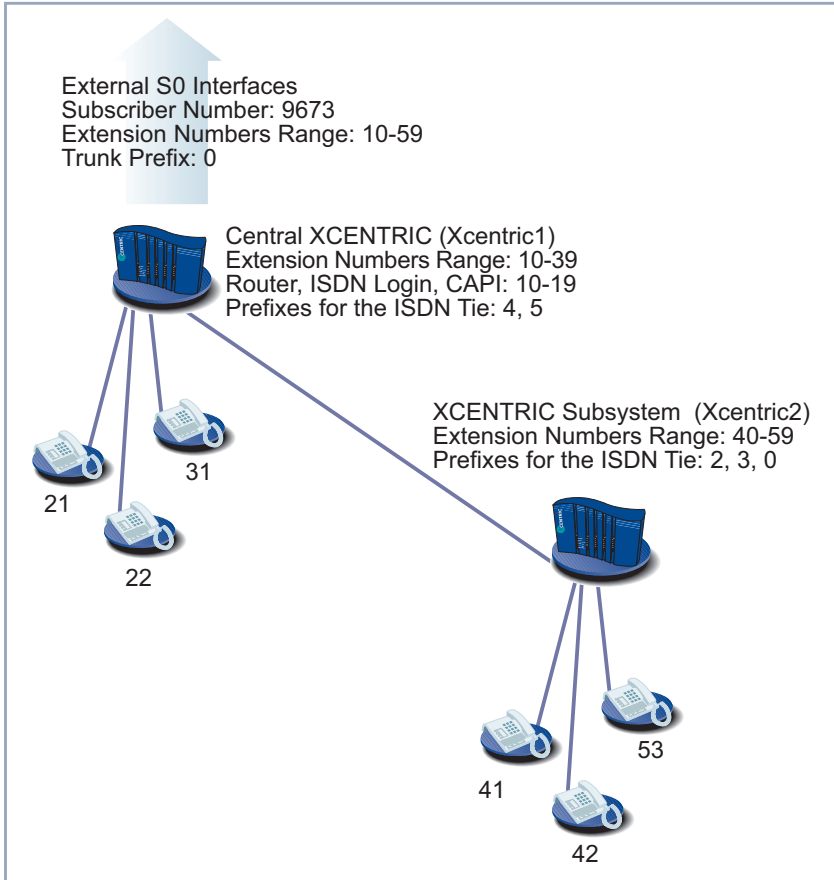 External S0 Interfaces
Subscriber Number: 9673
Extension Numbers Range: 10-59
Trunk Prefix: 0
Central XCENTRIC (Xcentric1)
Extension Numbers Range: 10-39
Router, ISDN Login, CAPI: 10-19
Prefixes for the ISDN Tie: 4, 5
21
22
31
XCENTRIC Subsystem (Xcentric2)
Extension Numbers Range: 40-59
Prefixes for the ISDN Tie: 2, 3, 0
41
42
53